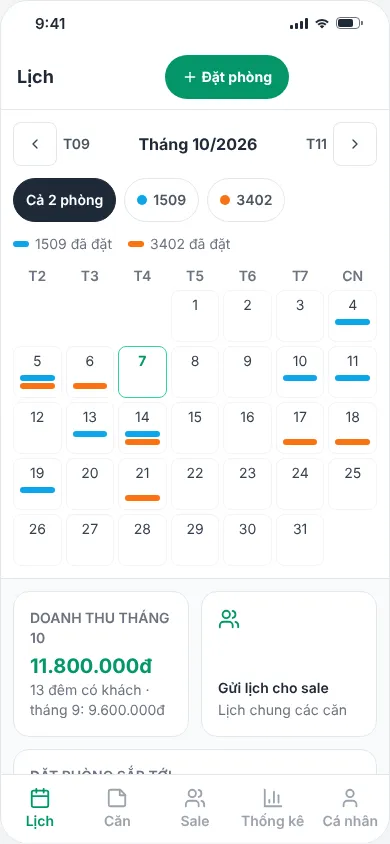 9:41
Lịch
+ Đặt phòng
T09 Tháng 10/2026 T11
Cả 2 phòng 1509 3402
1509 đã đặt 3402 đã đặt
T2 T3 T4 T5 T6 T7 CN
1 2 3 4
5 6 7 8 9 10 11
12 13 14 15 16 17 18
19 20 21 22 23 24 25
26 27 28 29 30 31
DOANH THU THÁNG
10
11.800.000đ
13 đêm có khách ·
tháng 9: 9.600.000đ
Gửi lịch cho sale
Lịch chung các căn
ĐẶT PHÒNG SẮP TỚI
Lịch Căn Sale Thống kê Cá nhân